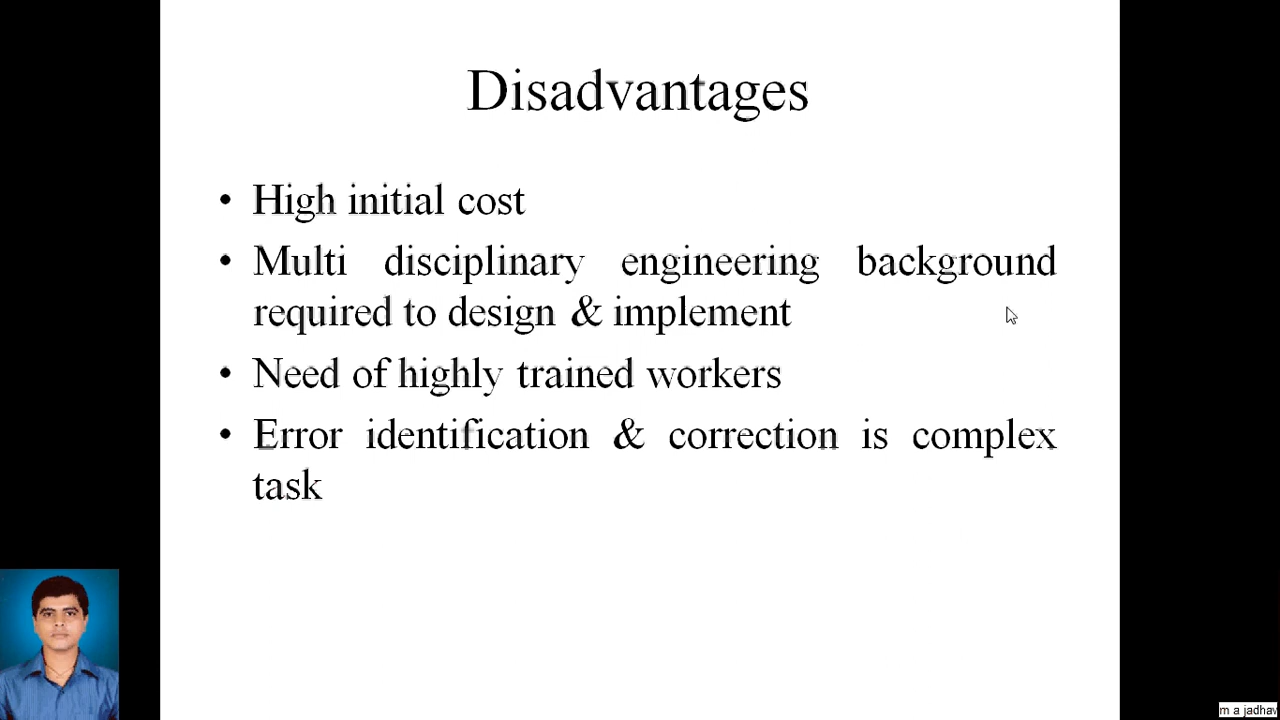 Disadvantages
• High initial cost
• Multi disciplinary engineering background
required to design & implement
• Need of highly trained workers
• Error identification & correction is complex
task
m a jadhav